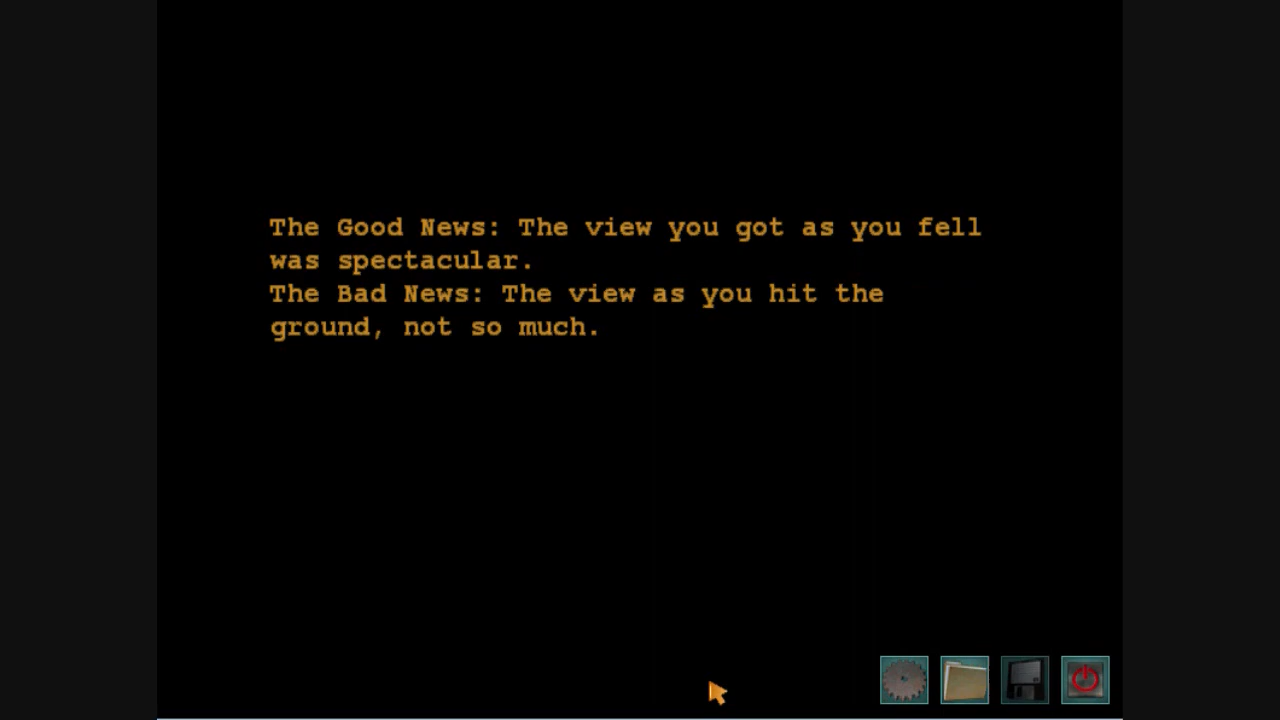 The Good News: The view you got as you fell
was spectacular.
The Bad News: The view as you hit the
ground, not so much.